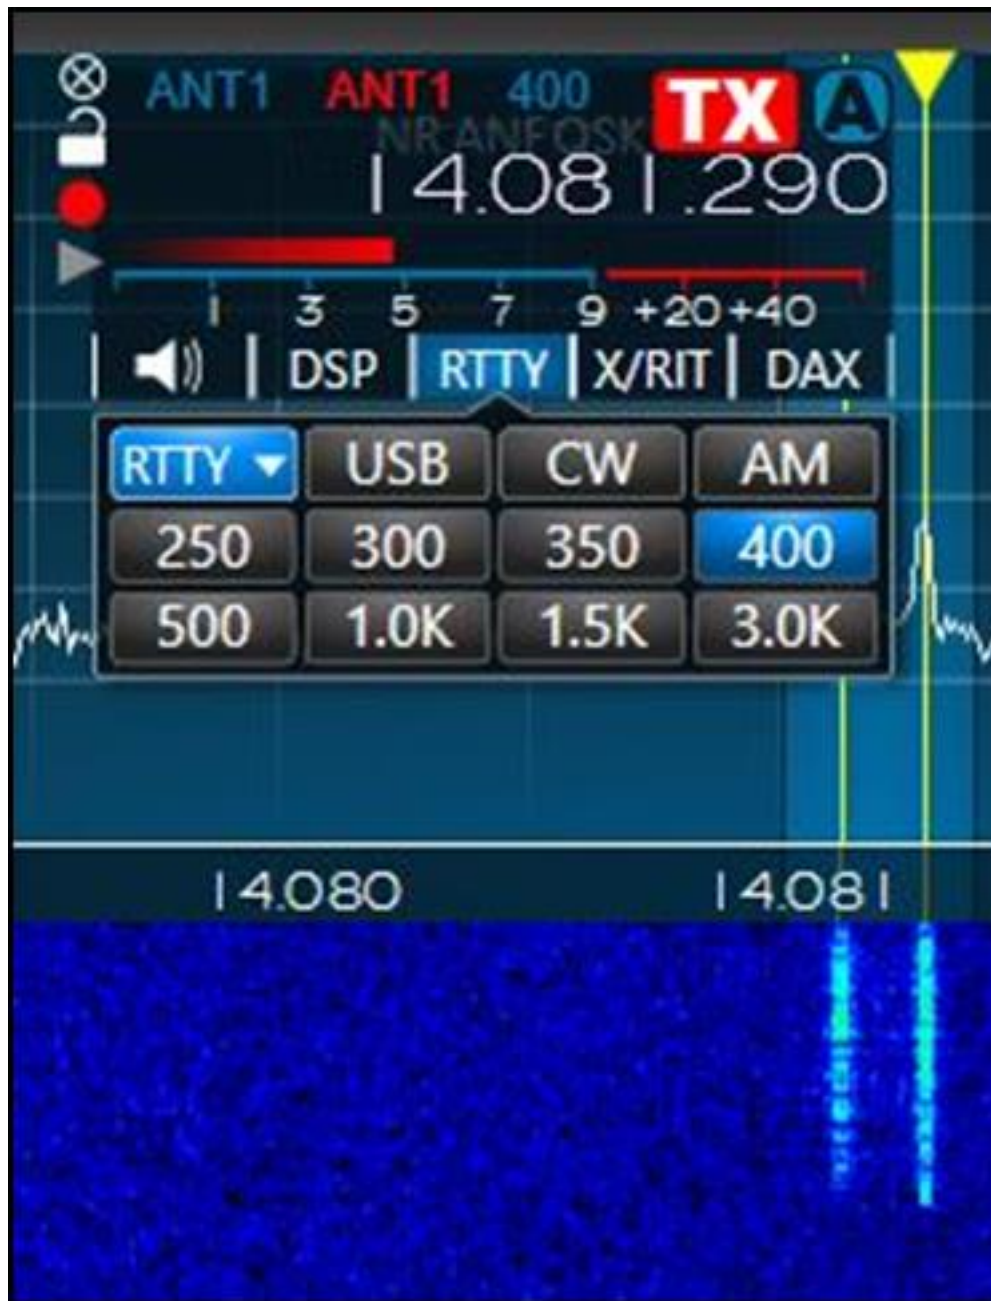 ANT1 ANT1 400 TX A
NR ANF QSK
14.081.290
1 3 5 7 9 +20 +40
DSP RTTY X/RIT DAX
RTTY USB CW AM
250 300 350 400
500 1.0K 1.5K 3.0K
14.080 14.081